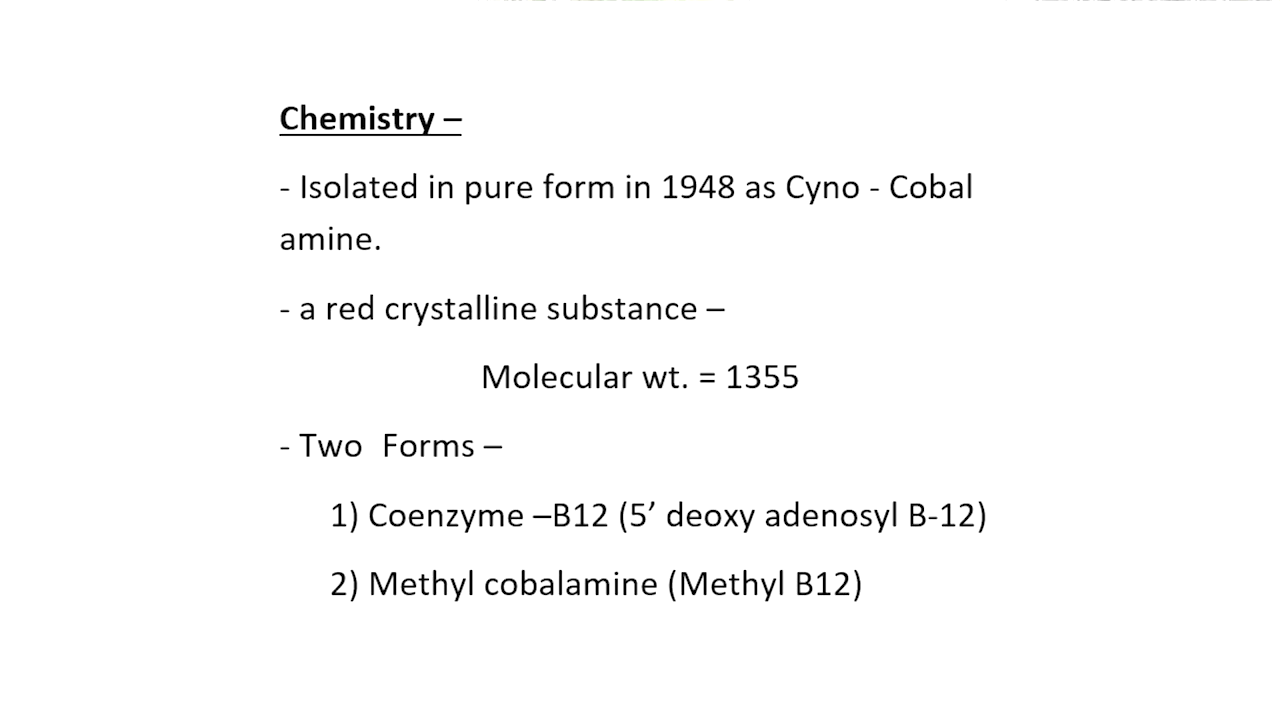 Chemistry –
- Isolated in pure form in 1948 as Cyno - Cobal
amine.
- a red crystalline substance –
Molecular wt. = 1355
- Two  Forms –
1) Coenzyme –B12 (5’ deoxy adenosyl B-12)
2) Methyl cobalamine (Methyl B12)